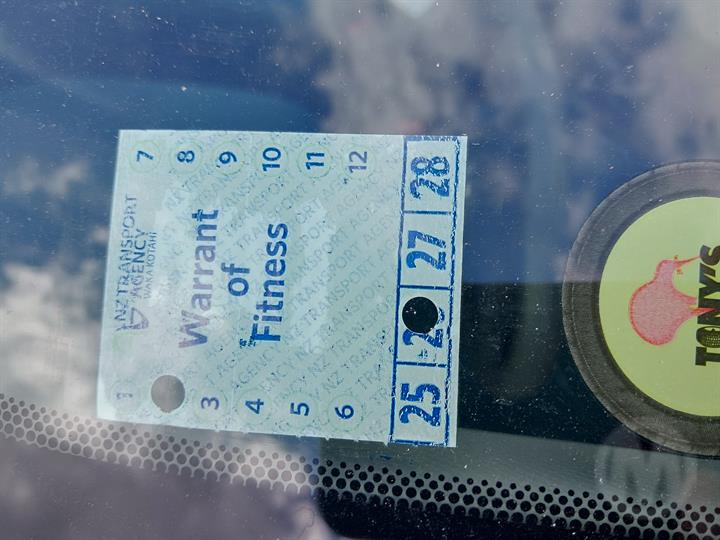 NZ TRANSPORT
AGENCY
WAKA KOTAHI
Warrant
of
Fitness
1
3
4
5
6
7
8
9
10
11
12
25 27 28
TONY'S